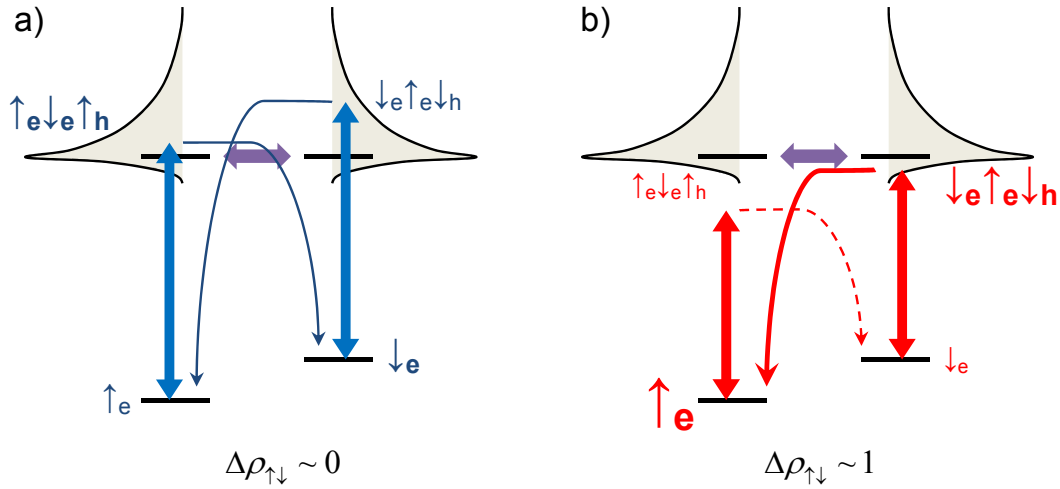 a)
↑e↓e↑h
↓e↑e↓h
↑e
↓e
Δρ↑↓ ~ 0
b)
↑e↓e↑h
↓e↑e↓h
↑e
↓e
Δρ↑↓ ~ 1